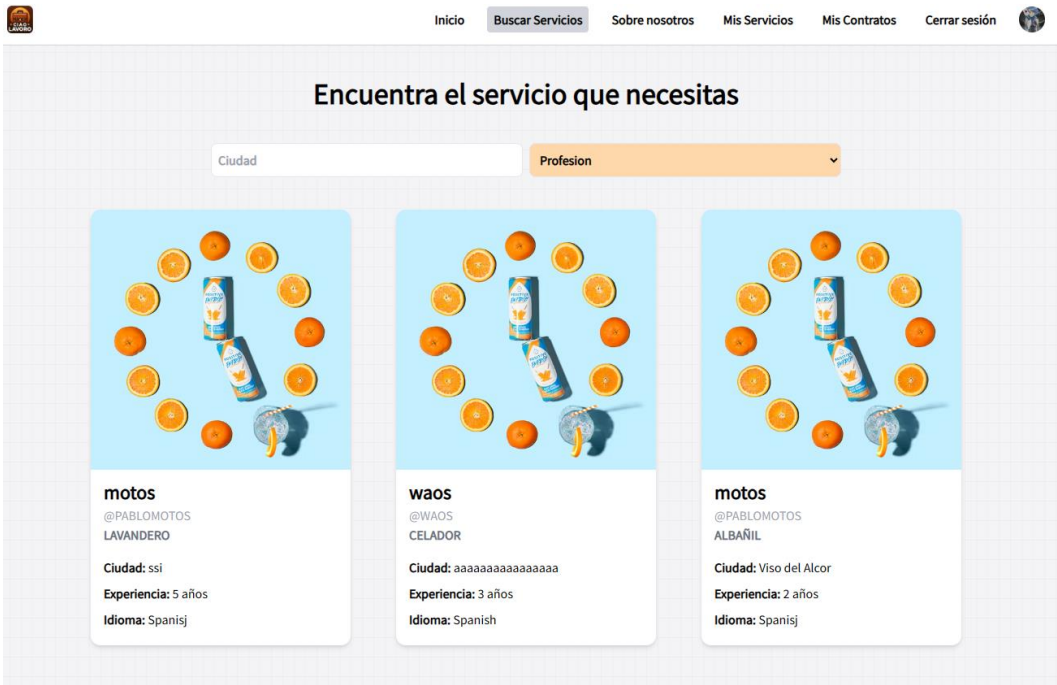 CIAO
LAVORO
Inicio
Buscar Servicios
Sobre nosotros
Mis Servicios
Mis Contratos
Cerrar sesión
Encuentra el servicio que necesitas
Ciudad
Profesion
motos
@PABLOMOTOS
LAVANDERO
Ciudad: ssi
Experiencia: 5 años
Idioma: Spanisj
waos
@WAOS
CELADOR
Ciudad: aaaaaaaaaaaaaaaa
Experiencia: 3 años
Idioma: Spanish
motos
@PABLOMOTOS
ALBAÑIL
Ciudad: Viso del Alcor
Experiencia: 2 años
Idioma: Spanisj